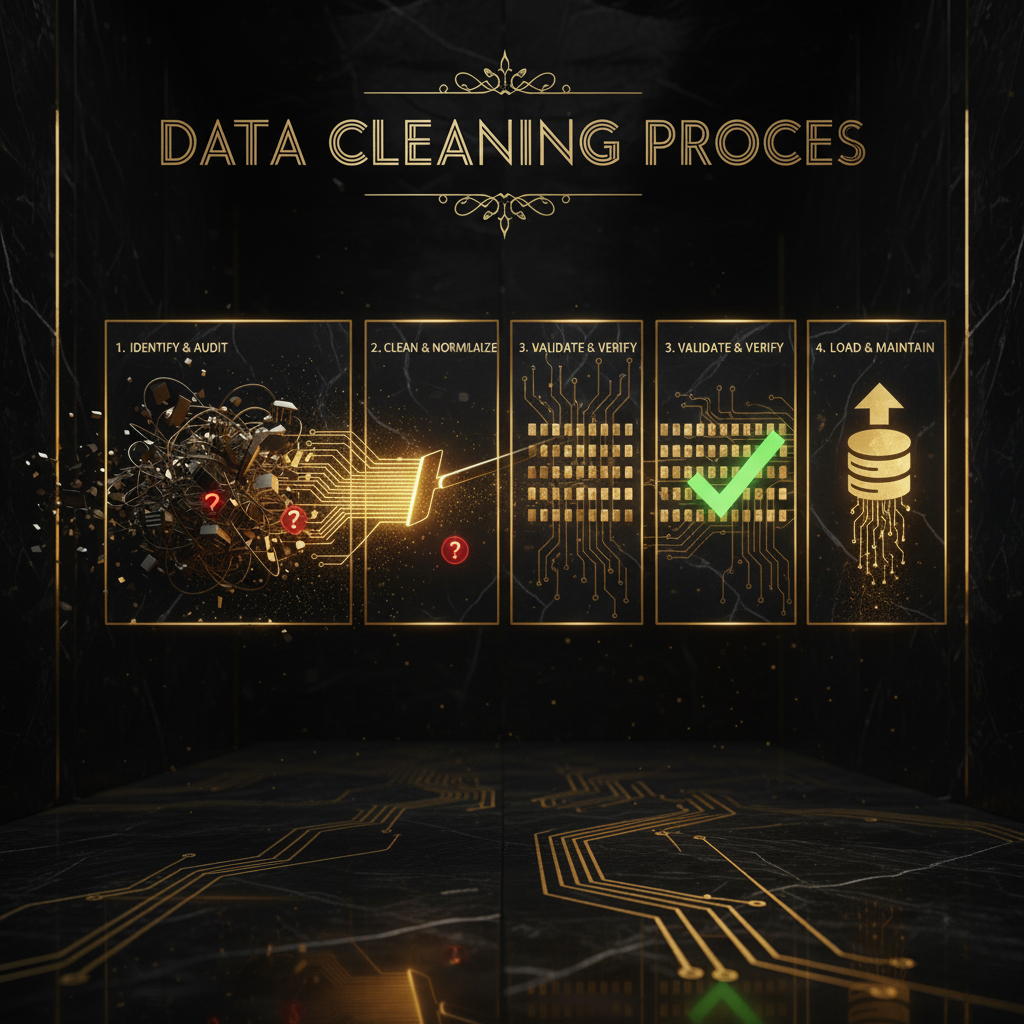 DATA CLEANING PROCES
1. IDENTIFY & AUDIT
2. CLEAN & NORMLAIZE
3. VALIDATE & VERIFY
3. VALIDATE & VERIFY
4. LOAD & MAINTAIN
?
?
?